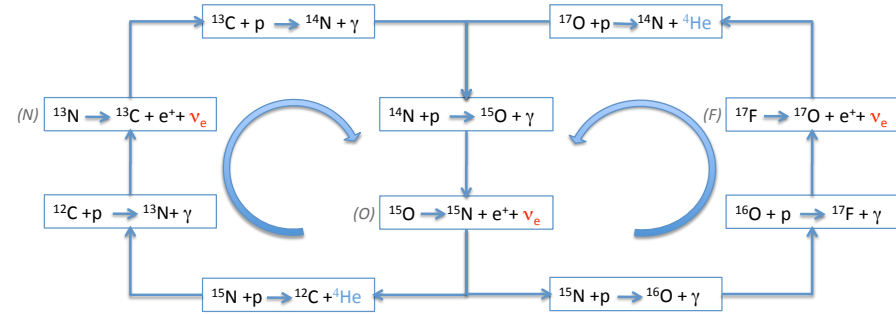 ¹³C + p → ¹⁴N + γ
¹⁷O +p → ¹⁴N + ⁴He
(N) ¹³N → ¹³C + e⁺+ νₑ
¹⁴N +p → ¹⁵O + γ
(F) ¹⁷F → ¹⁷O + e⁺+ νₑ
¹²C +p → ¹³N+ γ
(O) ¹⁵O → ¹⁵N + e⁺+ νₑ
¹⁶O + p → ¹⁷F + γ
¹⁵N +p → ¹²C +⁴He
¹⁵N +p → ¹⁶O + γ